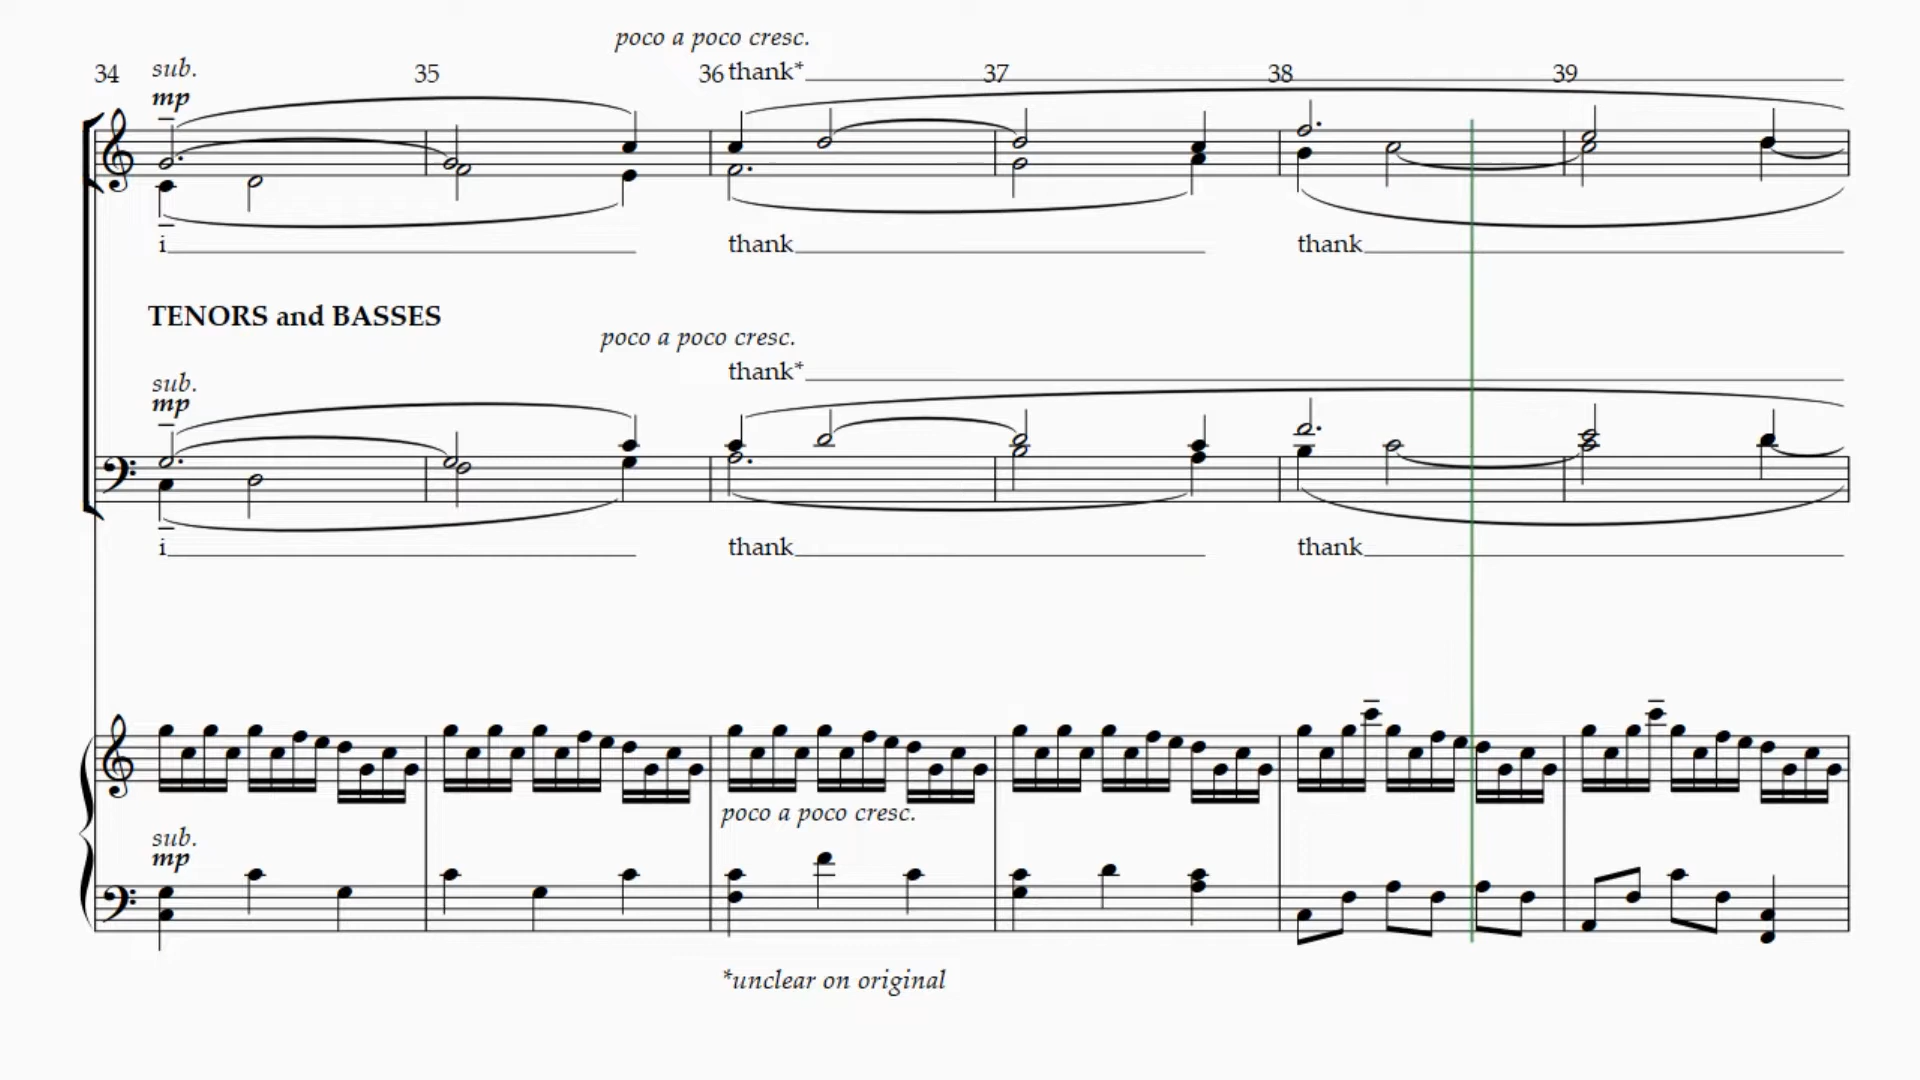 poco a poco cresc.
34 sub. 35 36 thank* 37 38 39
mp
i thank thank
TENORS and BASSES
poco a poco cresc.
thank*
sub.
mp
i thank thank
poco a poco cresc.
sub.
mp
*unclear on original